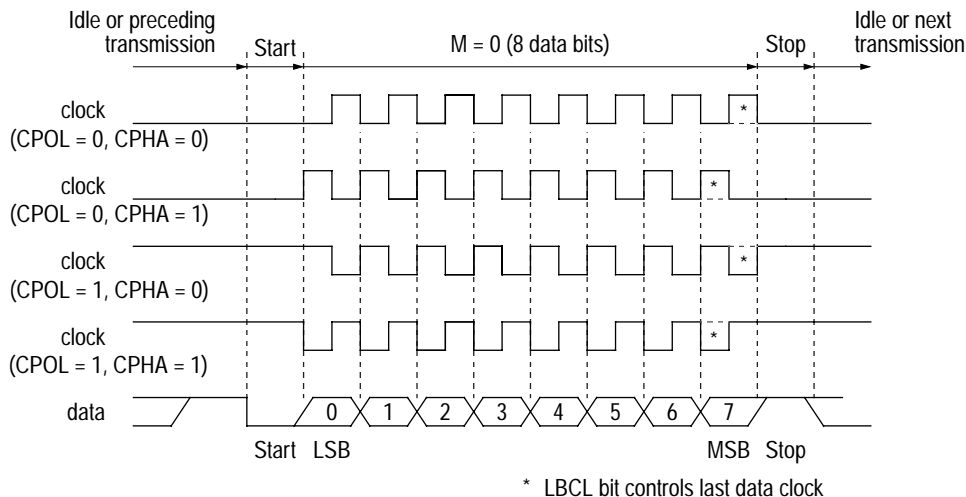 Idle or preceding
transmission
Start
M = 0 (8 data bits)
Stop
Idle or next
transmission
clock
(CPOL = 0, CPHA = 0)
*
clock
(CPOL = 0, CPHA = 1)
*
clock
(CPOL = 1, CPHA = 0)
*
clock
(CPOL = 1, CPHA = 1)
*
data
0 1 2 3 4 5 6 7
Start LSB MSB Stop
* LBCL bit controls last data clock